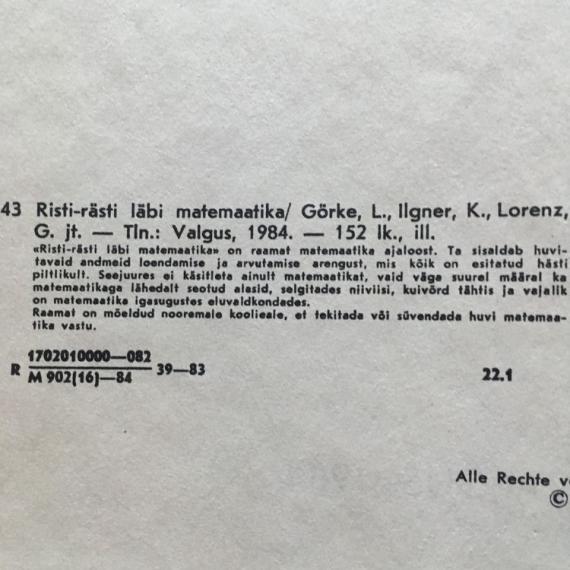 43 Risti-rästi läbi matemaatika/ Görke, L., Ilgner, K., Lorenz,
G. jt. — Tln.: Valgus, 1984. — 152 lk., ill.
«Risti-rästi läbi matemaatika» on raamat matemaatika ajaloost. Ta sisaldab huvi-
tavaid andmeid loendamise ja arvutamise arengust, mis kõik on esitatud hästi
piltlikult. Seejuures ei käsitleta ainult matemaatikat, vaid väga suurel määral ka
matemaatikaga lähedalt seotud alasid, selgitades niiviisi, kuivõrd tähtis ja vajalik
on matemaatika igasugustes eluvaldkondades.
Raamat on mõeldud nooremale koolieale, et tekitada või süvendada huvi matemaa-
tika vastu.
R 1702010000—082
M 902(16)—84 39—83
22.1
Alle Rechte v
©